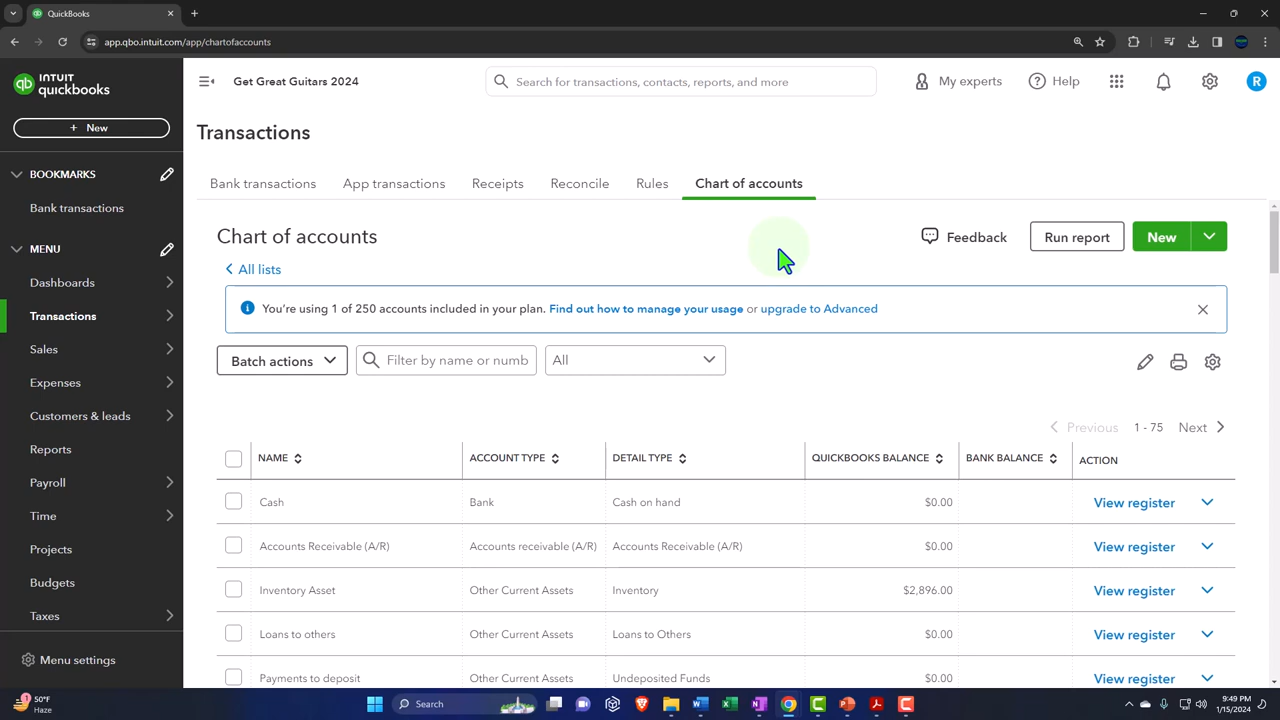 QuickBooks
app.qbo.intuit.com/app/chartofaccounts
INTUIT
quickbooks
Get Great Guitars 2024
Search for transactions, contacts, reports, and more
My experts
Help
R
+ New
Transactions
BOOKMARKS
Bank transactions
App transactions
Receipts
Reconcile
Rules
Chart of accounts
Bank transactions
MENU
Dashboards
Transactions
Sales
Expenses
Customers & leads
Reports
Payroll
Time
Projects
Budgets
Taxes
Menu settings
Chart of accounts
Feedback
Run report
New
All lists
You're using 1 of 250 accounts included in your plan. Find out how to manage your usage or upgrade to Advanced
Batch actions
Filter by name or numb
All
Previous 1 - 75 Next
NAME ACCOUNT TYPE DETAIL TYPE QUICKBOOKS BALANCE BANK BALANCE ACTION
Cash Bank Cash on hand $0.00 View register
Accounts Receivable (A/R) Accounts receivable (A/R) Accounts Receivable (A/R) $0.00 View register
Inventory Asset Other Current Assets Inventory $2,896.00 View register
Loans to others Other Current Assets Loans to Others $0.00 View register
Payments to deposit Other Current Assets Undeposited Funds $0.00 View register
50°F
Haze
Search
9:49 PM
1/15/2024